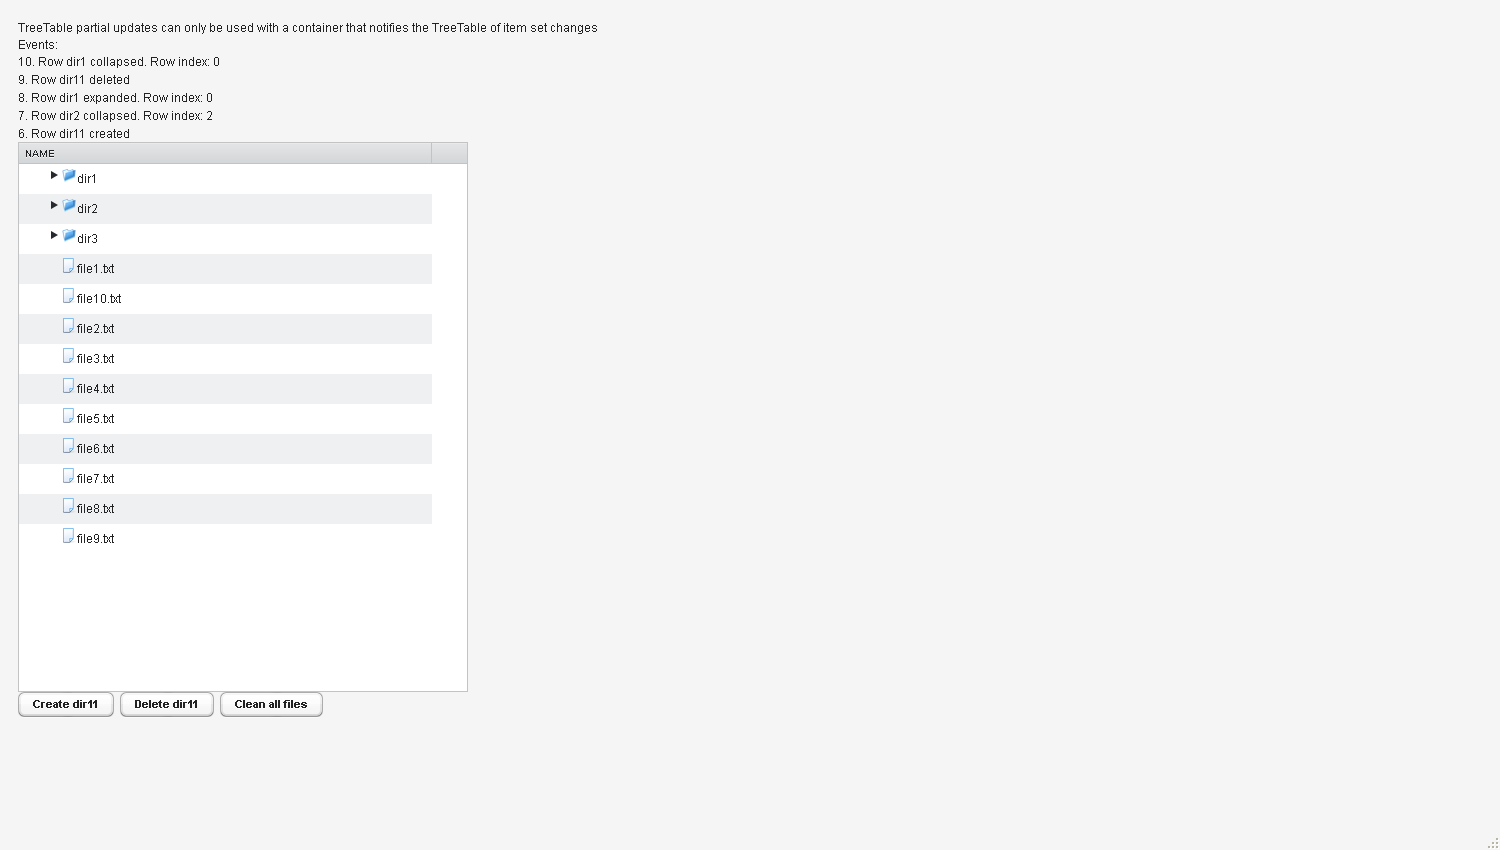 TreeTable partial updates can only be used with a container that notifies the TreeTable of item set changes
Events:
10. Row dir1 collapsed. Row index: 0
9. Row dir11 deleted
8. Row dir1 expanded. Row index: 0
7. Row dir2 collapsed. Row index: 2
6. Row dir11 created
NAME
dir1
dir2
dir3
file1.txt
file10.txt
file2.txt
file3.txt
file4.txt
file5.txt
file6.txt
file7.txt
file8.txt
file9.txt
Create dir11 Delete dir11 Clean all files